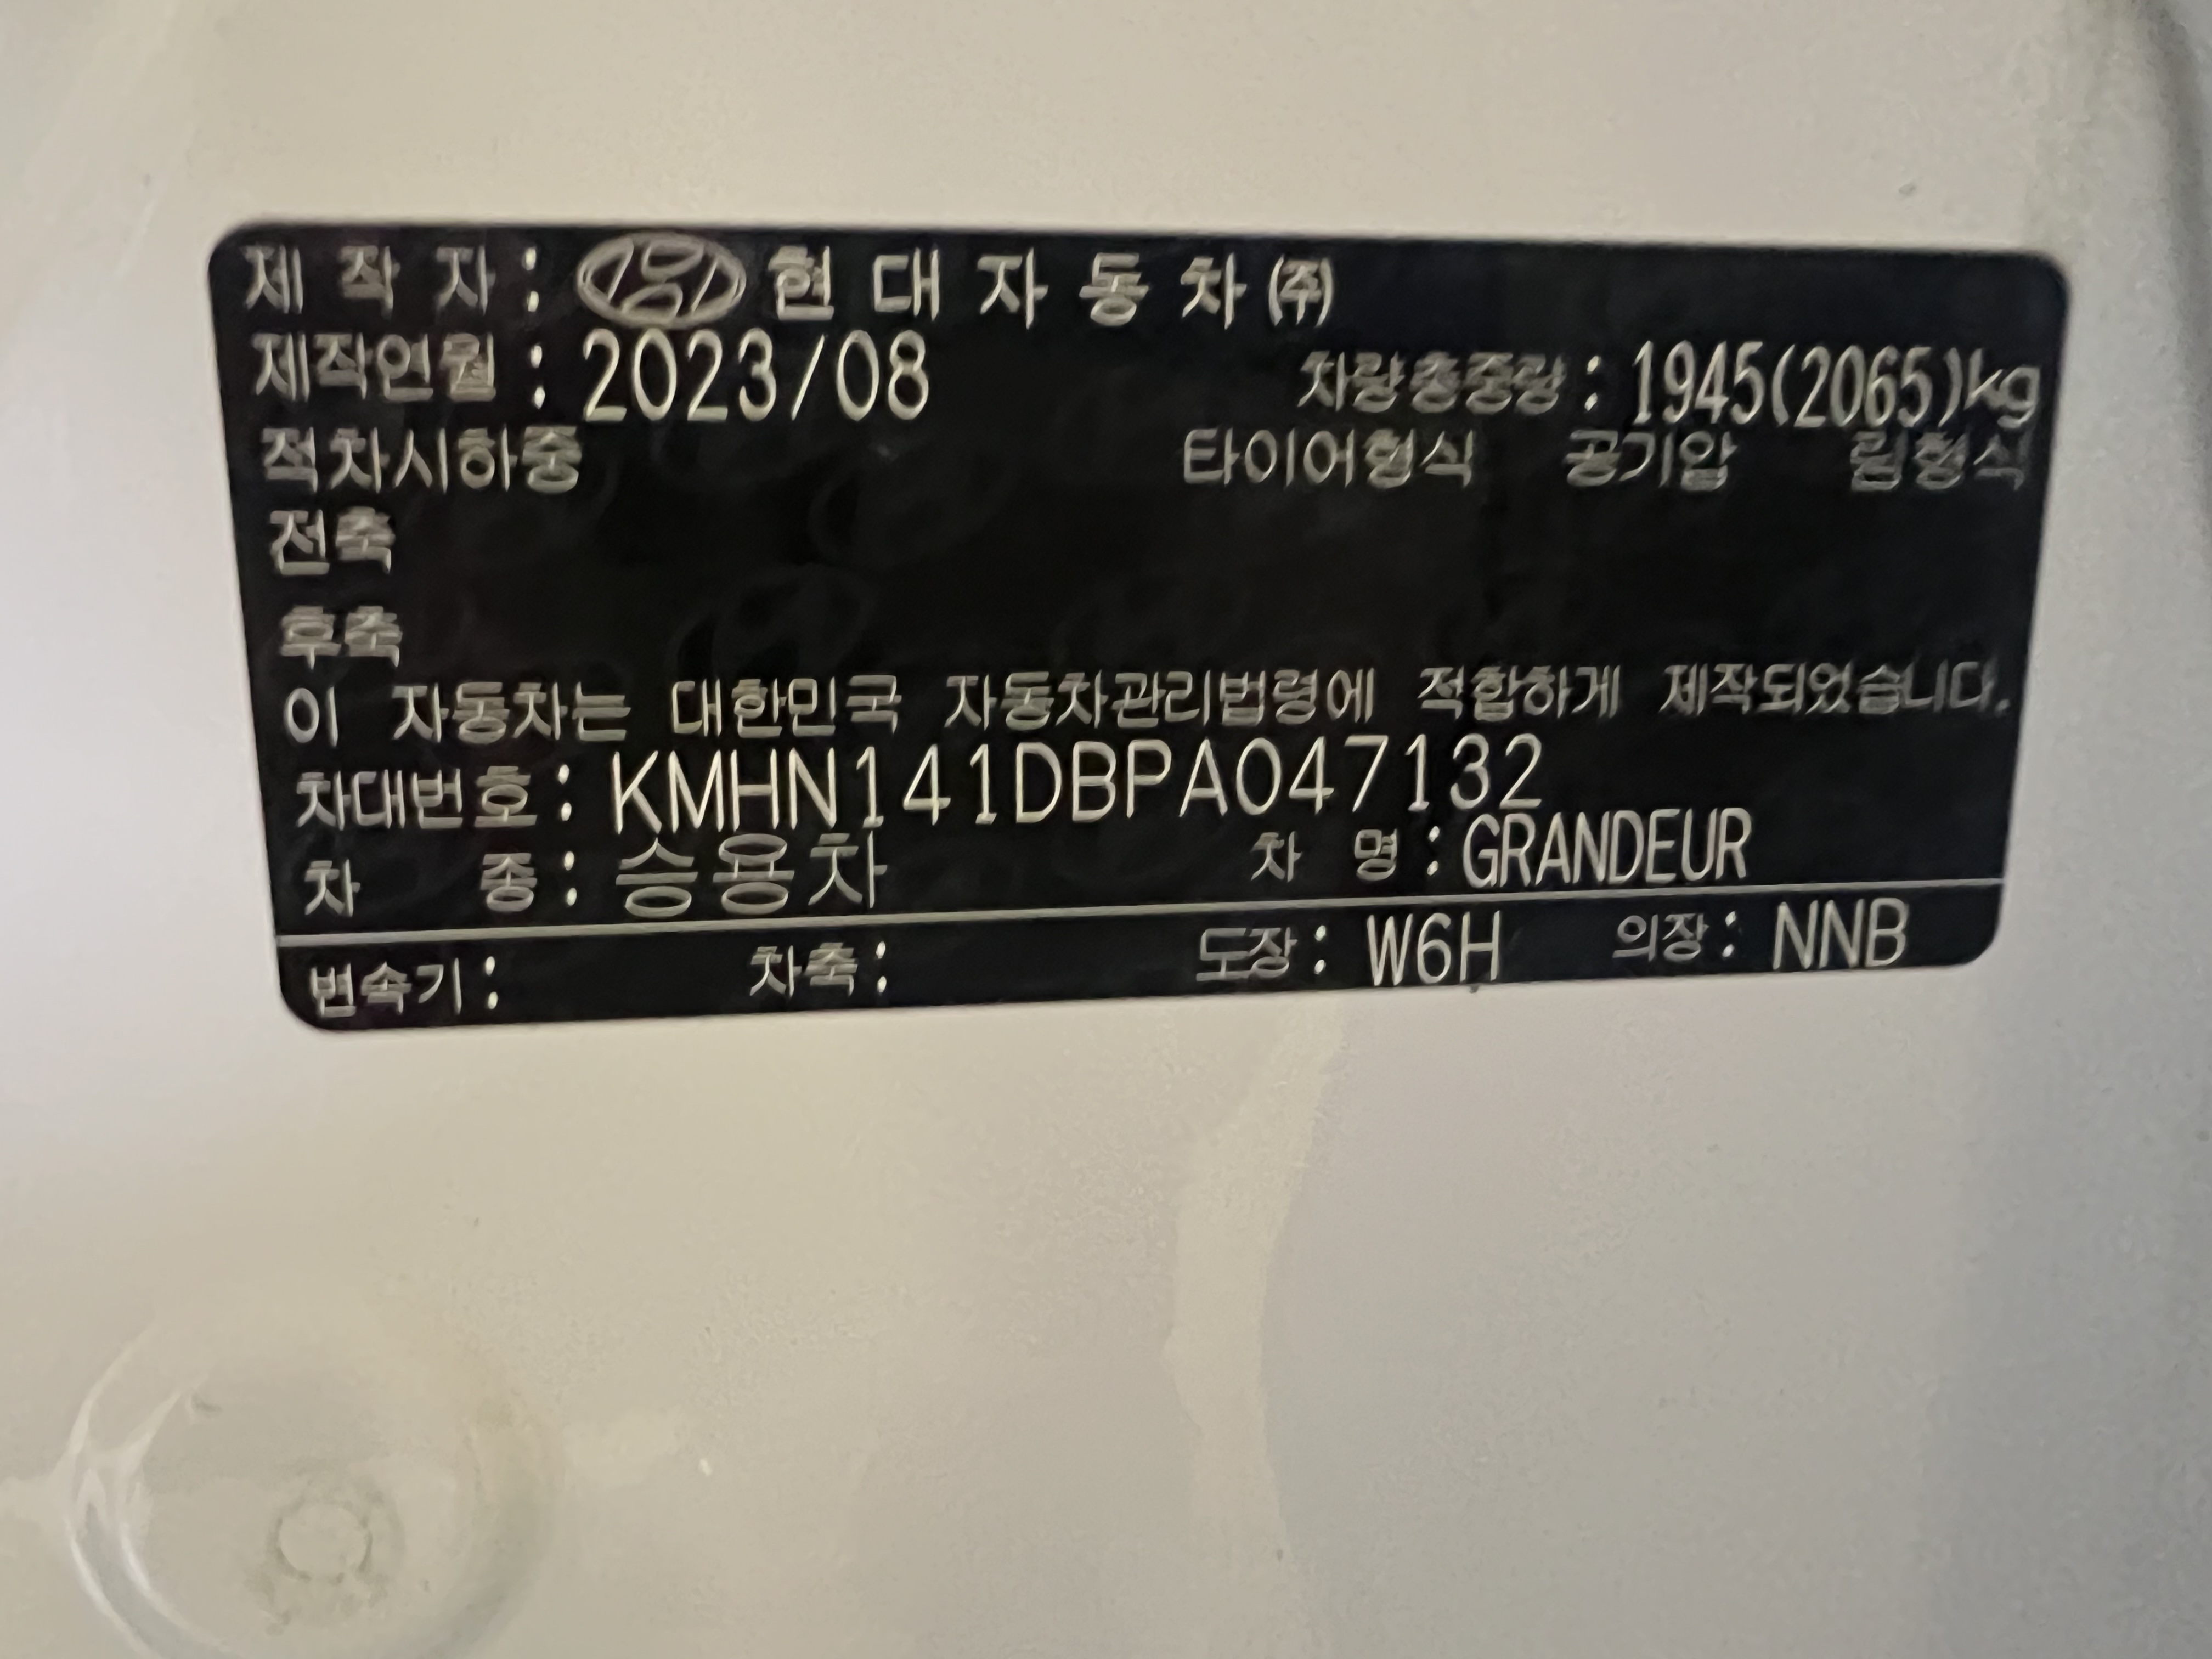 제 작 자 : 현 대 자 동 차 ㈜
제작연월 : 2023/08 차량총중량 : 1945(2065)kg
적차시하중 타이어형식 공기압 림형식
전축
후축
이 자동차는 대한민국 자동차관리법령에 적합하게 제작되었습니다.
차대번호 : KMHN141DBPA047132
차 종 : 승용차 차 명 : GRANDEUR
변속기 : 차축 : 도장 : W6H 의장 : NNB